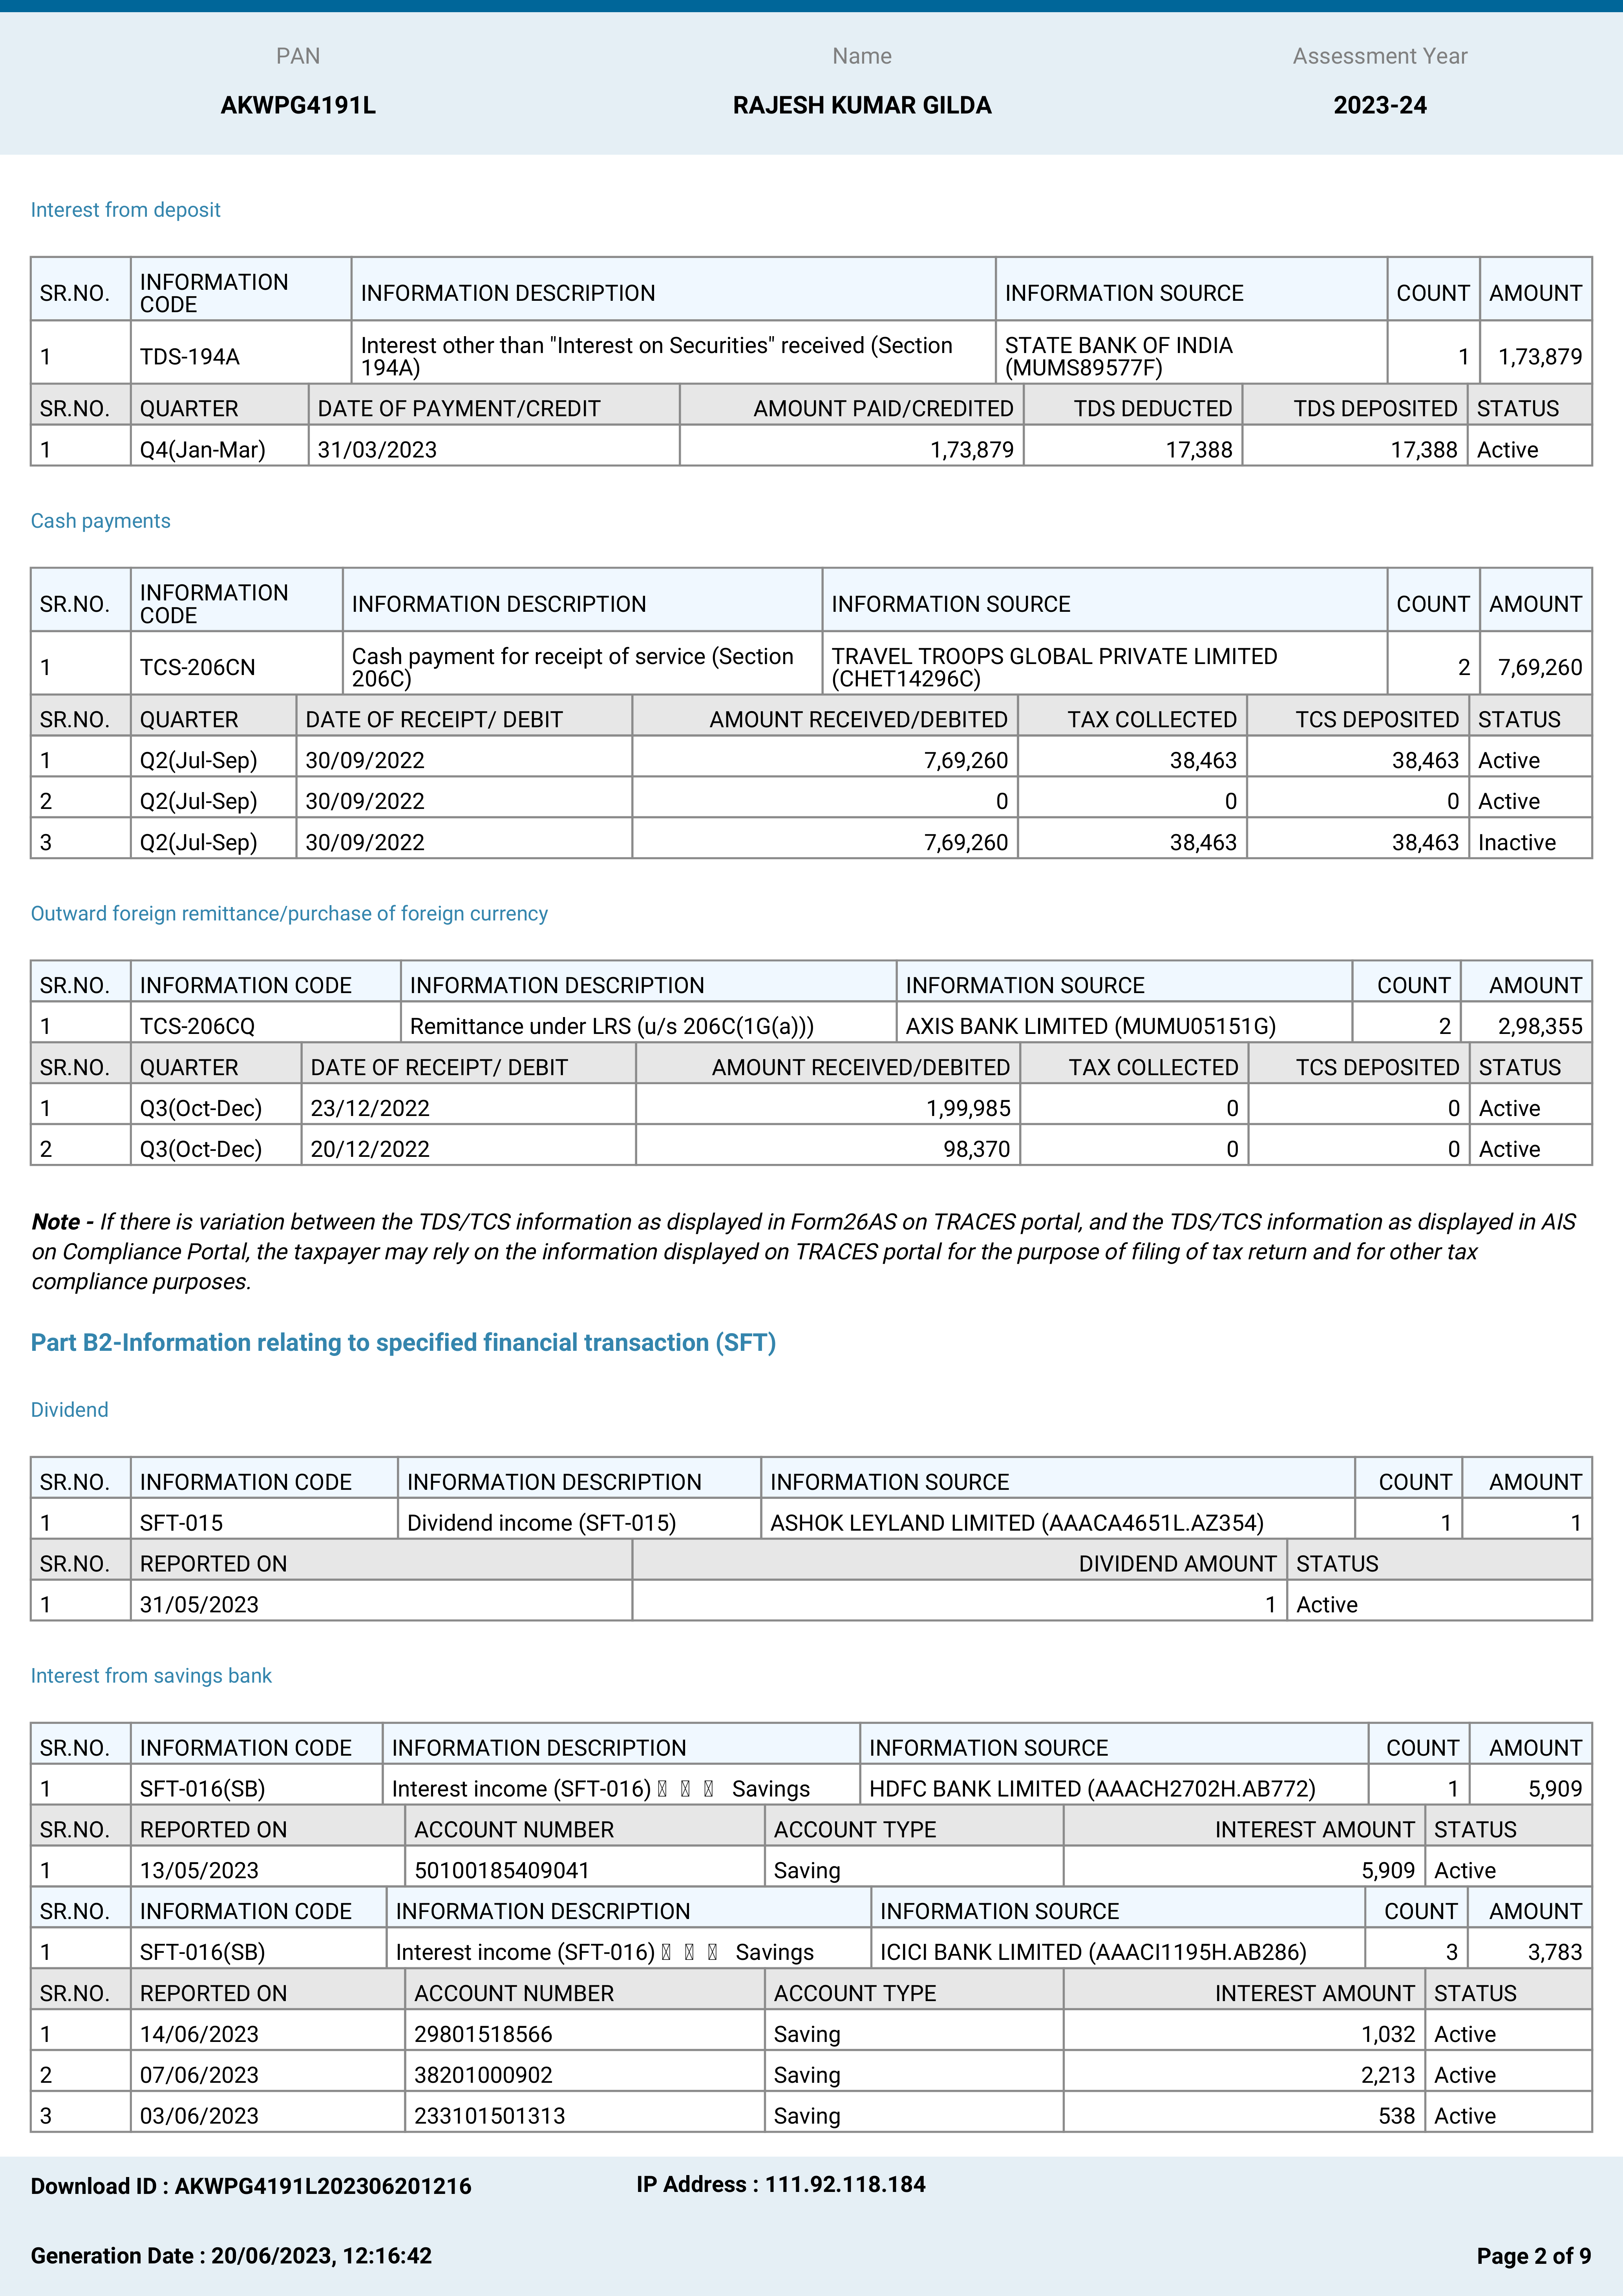 PAN Name Assessment Year
AKWPG4191L RAJESH KUMAR GILDA 2023-24
Interest from deposit
SR.NO. INFORMATION CODE INFORMATION DESCRIPTION INFORMATION SOURCE COUNT AMOUNT
1 TDS-194A Interest other than "Interest on Securities" received (Section 194A) STATE BANK OF INDIA (MUMS89577F) 1 1,73,879
SR.NO. QUARTER DATE OF PAYMENT/CREDIT AMOUNT PAID/CREDITED TDS DEDUCTED TDS DEPOSITED STATUS
1 Q4(Jan-Mar) 31/03/2023 1,73,879 17,388 17,388 Active
Cash payments
SR.NO. INFORMATION CODE INFORMATION DESCRIPTION INFORMATION SOURCE COUNT AMOUNT
1 TCS-206CN Cash payment for receipt of service (Section 206C) TRAVEL TROOPS GLOBAL PRIVATE LIMITED (CHET14296C) 2 7,69,260
SR.NO. QUARTER DATE OF RECEIPT/ DEBIT AMOUNT RECEIVED/DEBITED TAX COLLECTED TCS DEPOSITED STATUS
1 Q2(Jul-Sep) 30/09/2022 7,69,260 38,463 38,463 Active
2 Q2(Jul-Sep) 30/09/2022 0 0 0 Active
3 Q2(Jul-Sep) 30/09/2022 7,69,260 38,463 38,463 Inactive
Outward foreign remittance/purchase of foreign currency
SR.NO. INFORMATION CODE INFORMATION DESCRIPTION INFORMATION SOURCE COUNT AMOUNT
1 TCS-206CQ Remittance under LRS (u/s 206C(1G(a))) AXIS BANK LIMITED (MUMU05151G) 2 2,98,355
SR.NO. QUARTER DATE OF RECEIPT/ DEBIT AMOUNT RECEIVED/DEBITED TAX COLLECTED TCS DEPOSITED STATUS
1 Q3(Oct-Dec) 23/12/2022 1,99,985 0 0 Active
2 Q3(Oct-Dec) 20/12/2022 98,370 0 0 Active
Note - If there is variation between the TDS/TCS information as displayed in Form26AS on TRACES portal, and the TDS/TCS information as displayed in AIS
on Compliance Portal, the taxpayer may rely on the information displayed on TRACES portal for the purpose of filing of tax return and for other tax
compliance purposes.
Part B2-Information relating to specified financial transaction (SFT)
Dividend
SR.NO. INFORMATION CODE INFORMATION DESCRIPTION INFORMATION SOURCE COUNT AMOUNT
1 SFT-015 Dividend income (SFT-015) ASHOK LEYLAND LIMITED (AAACA4651L.AZ354) 1 1
SR.NO. REPORTED ON DIVIDEND AMOUNT STATUS
1 31/05/2023 1 Active
Interest from savings bank
SR.NO. INFORMATION CODE INFORMATION DESCRIPTION INFORMATION SOURCE COUNT AMOUNT
1 SFT-016(SB) Interest income (SFT-016) Savings HDFC BANK LIMITED (AAACH2702H.AB772) 1 5,909
SR.NO. REPORTED ON ACCOUNT NUMBER ACCOUNT TYPE INTEREST AMOUNT STATUS
1 13/05/2023 50100185409041 Saving 5,909 Active
SR.NO. INFORMATION CODE INFORMATION DESCRIPTION INFORMATION SOURCE COUNT AMOUNT
1 SFT-016(SB) Interest income (SFT-016) Savings ICICI BANK LIMITED (AAACI1195H.AB286) 3 3,783
SR.NO. REPORTED ON ACCOUNT NUMBER ACCOUNT TYPE INTEREST AMOUNT STATUS
1 14/06/2023 29801518566 Saving 1,032 Active
2 07/06/2023 38201000902 Saving 2,213 Active
3 03/06/2023 233101501313 Saving 538 Active
Download ID : AKWPG4191L202306201216 IP Address : 111.92.118.184
Generation Date : 20/06/2023, 12:16:42 Page 2 of 9